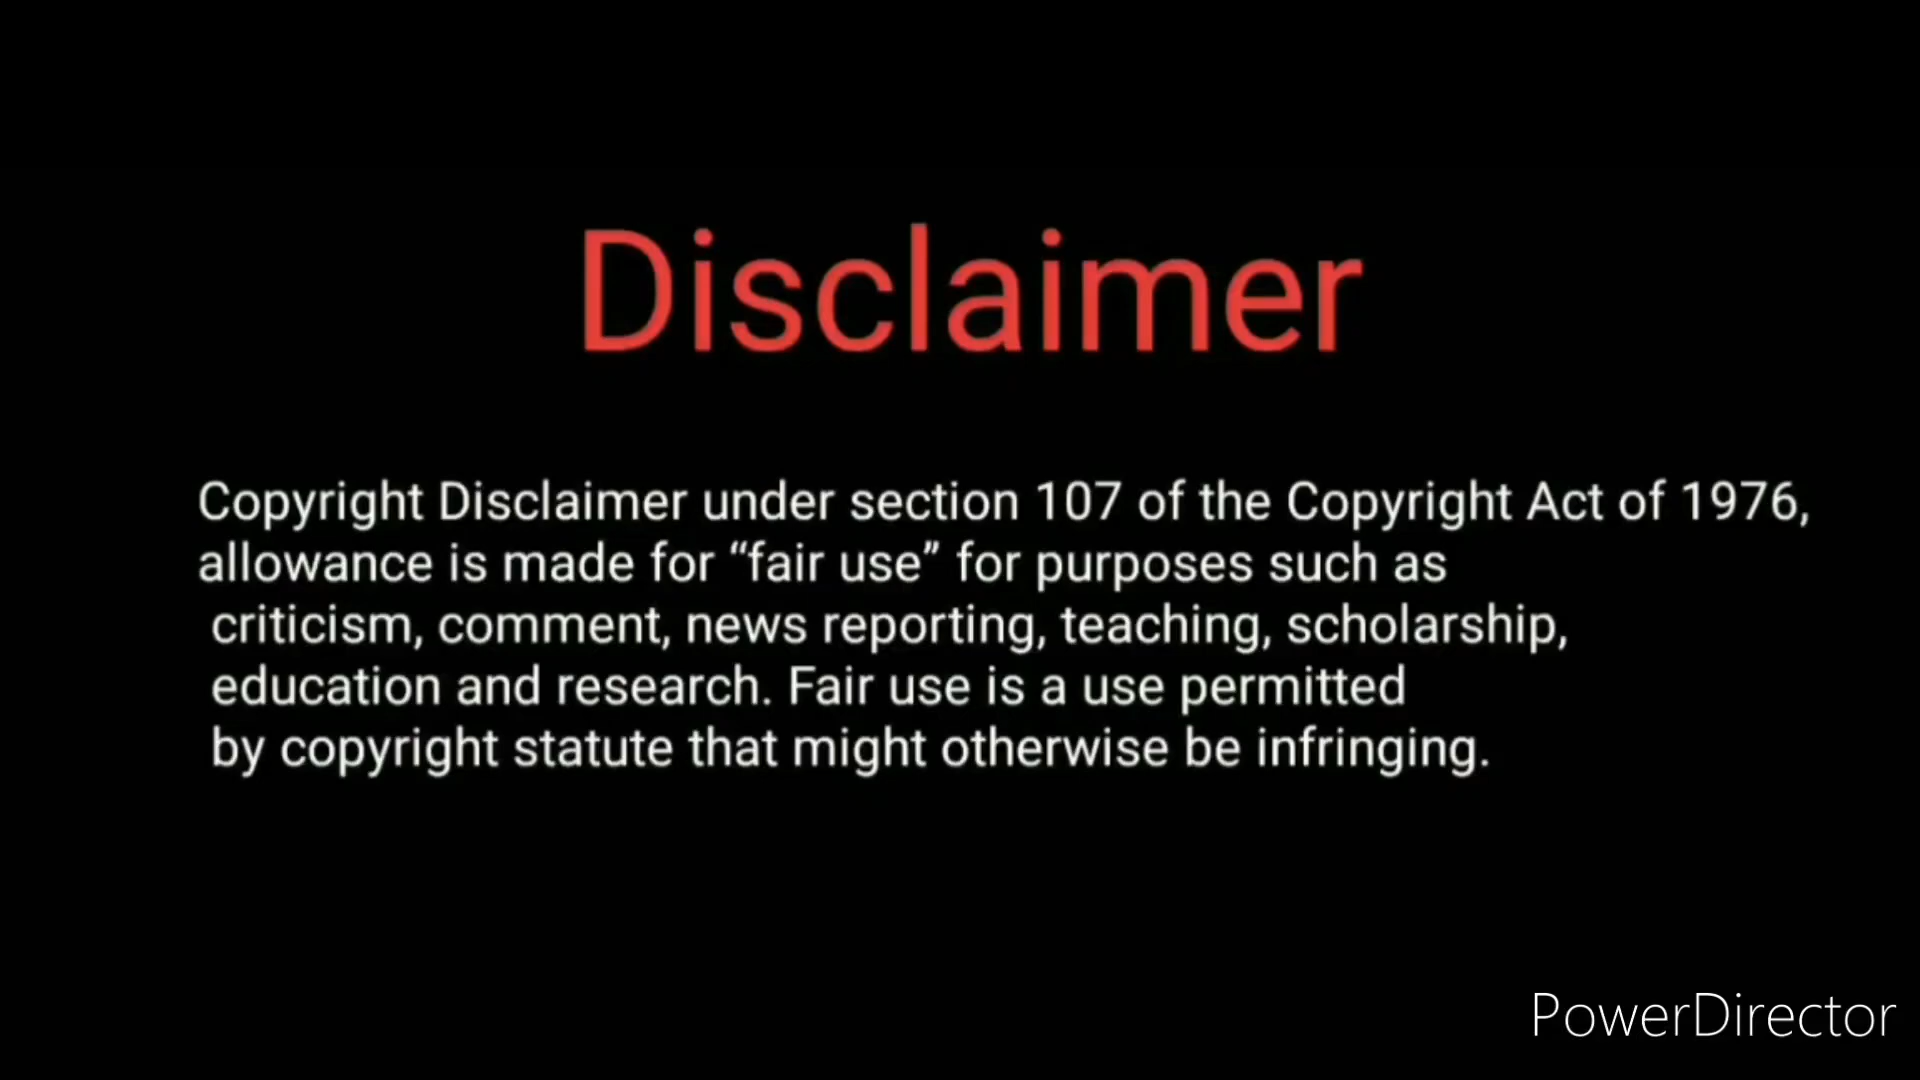 Disclaimer
Copyright Disclaimer under section 107 of the Copyright Act of 1976,
allowance is made for “fair use” for purposes such as
criticism, comment, news reporting, teaching, scholarship,
education and research. Fair use is a use permitted
by copyright statute that might otherwise be infringing.
PowerDirector